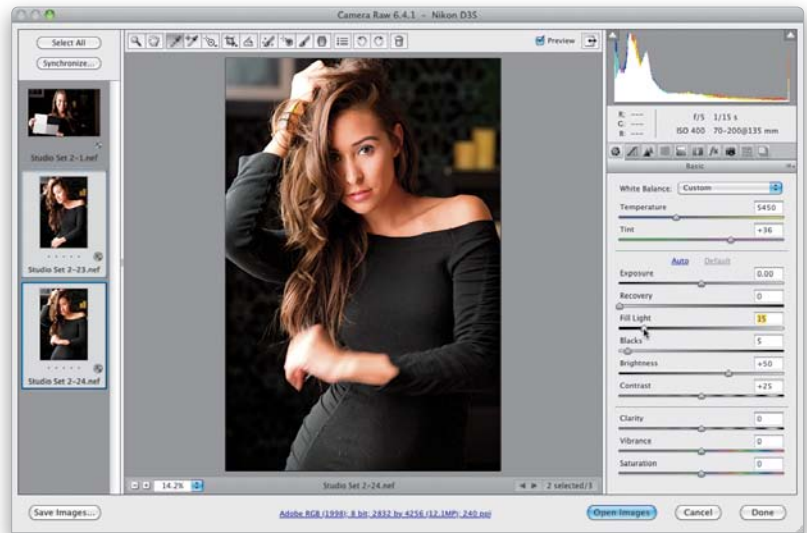 Camera Raw 6.4.1 - Nikon D3S
Select All
Synchronize...
Preview
Studio Set 2-1.nef
Studio Set 2-23.nef
Studio Set 2-24.nef
R: ---
G: ---
B: ---
f/5 1/15 s
ISO 400 70-200@135 mm
fx
Basic
White Balance: Custom
Temperature 5450
Tint +36
Auto Default
Exposure 0.00
Recovery 0
Fill Light 15
Blacks 5
Brightness +50
Contrast +25
Clarity 0
Vibrance 0
Saturation 0
14.2%
Studio Set 2-24.nef
2 selected/3
Save Images...
Adobe RGB (1998); 8 bit; 2832 by 4256 (12.1MP); 240 ppi
Open Images
Cancel
Done